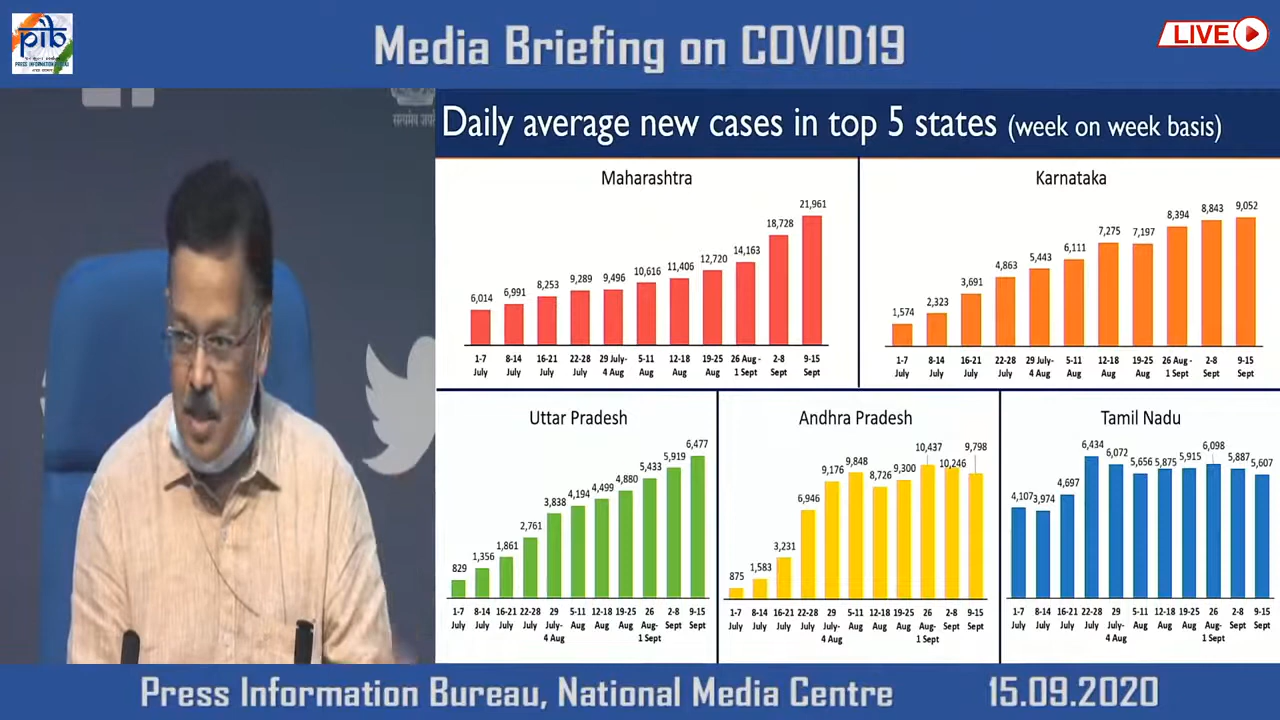 pib
PRESS INFORMATION BUREAU
Media Briefing on COVID19
LIVE
सत्यमेव जयते
Daily average new cases in top 5 states (week on week basis)
Maharashtra
6,014 6,991 8,253 9,289 9,496 10,616 11,406 12,720 14,163 18,728 21,961
1-7 8-14 16-21 22-28 29 July- 5-11 12-18 19-25 26 Aug - 2-8 9-15
July July July July 4 Aug Aug Aug Aug 1 Sept Sept Sept
Karnataka
1,574 2,323 3,691 4,863 5,443 6,111 7,275 7,197 8,394 8,843 9,052
1-7 8-14 16-21 22-28 29 July- 5-11 12-18 19-25 26 Aug - 2-8 9-15
July July July July 4 Aug Aug Aug Aug 1 Sept Sept Sept
Uttar Pradesh
829 1,356 1,861 2,761 3,838 4,194 4,499 4,880 5,433 5,919 6,477
1-7 8-14 16-21 22-28 29 5-11 12-18 19-25 26 2-8 9-15
July July July July July- Aug Aug Aug Aug- Sept Sept
4 Aug 1 Sept
Andhra Pradesh
875 1,583 3,231 6,946 9,176 9,848 8,726 9,300 10,437 10,246 9,798
1-7 8-14 16-21 22-28 29 5-11 12-18 19-25 26 2-8 9-15
July July July July July- Aug Aug Aug Aug- Sept Sept
4 Aug 1 Sept
Tamil Nadu
4,107 3,974 4,697 6,434 6,072 5,656 5,875 5,915 6,098 5,887 5,607
1-7 8-14 16-21 22-28 29 5-11 12-18 19-25 26 2-8 9-15
July July July July July- Aug Aug Aug Aug- Sept Sept
4 Aug 1 Sept
Press Information Bureau, National Media Centre 15.09.2020